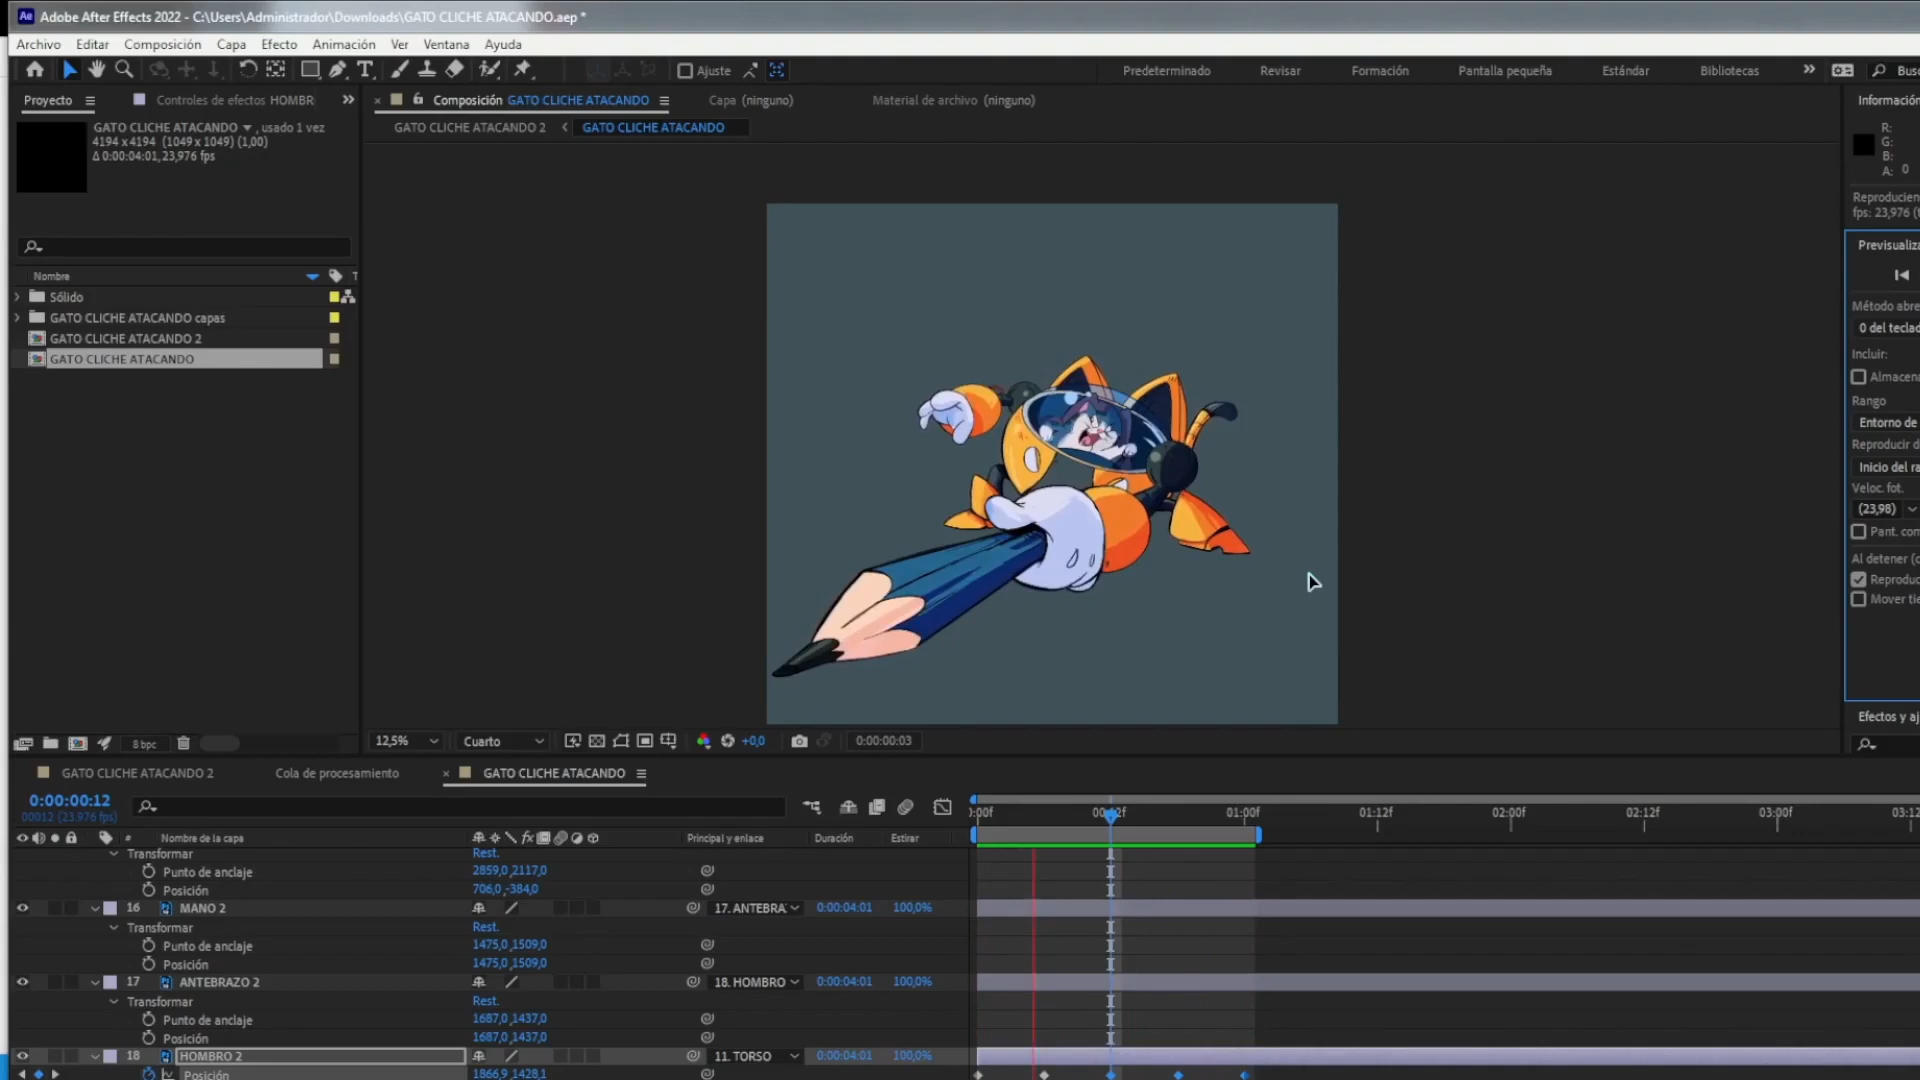 Ae Adobe After Effects 2022 - C:\Users\Administrador\Downloads\GATO CLICHE ATACANDO.aep *
Archivo Editar Composición Capa Efecto Animación Ver Ventana Ayuda
Ajuste Predeterminado Revisar Formación Pantalla pequeña Estándar Bibliotecas
Proyecto Controles de efectos HOMBR
Composición GATO CLICHE ATACANDO Capa (ninguno) Material de archivo (ninguno)
GATO CLICHE ATACANDO 2 GATO CLICHE ATACANDO
GATO CLICHE ATACANDO , usado 1 vez
4194 x 4194 (1049 x 1049) (1,00)
Δ 0:00:04:01, 23,976 fps
Nombre T
Sólido
GATO CLICHE ATACANDO capas
GATO CLICHE ATACANDO 2
GATO CLICHE ATACANDO
8 bpc
12,5% Cuarto +0,0 0:00:00:03
Información
R:
G:
B:
A: 0
Reproducien
fps: 23,976 (t
Previsualiza
Método abre
0 del teclad
Incluir:
Almacena
Rango
Entorno de
Reproducir d
Inicio del ra
Veloc. fot.
(23,98)
Pant. con
Al detener (c
Reproduc
Mover tie
Efectos y aj
GATO CLICHE ATACANDO 2 Cola de procesamiento GATO CLICHE ATACANDO
0:00:00:12
00012 (23.976 fps)
01:00f 01:12f 02:00f 02:12f 03:00f 03:12
# Nombre de la capa fx Principal y enlace Duración Estirar
Transformar Rest.
Punto de anclaje 2859,0,2117,0
Posición 706,0,-384,0
16 MANO 2 17. ANTEBRA 0:00:04:01 100,0%
Transformar Rest.
Punto de anclaje 1475,0,1509,0
Posición 1475,0,1509,0
17 ANTEBRAZO 2 18. HOMBRO 0:00:04:01 100,0%
Transformar Rest.
Punto de anclaje 1687,0,1437,0
Posición 1687,0,1437,0
18 HOMBRO 2 11. TORSO 0:00:04:01 100,0%
Posición 1866,9,1428,1